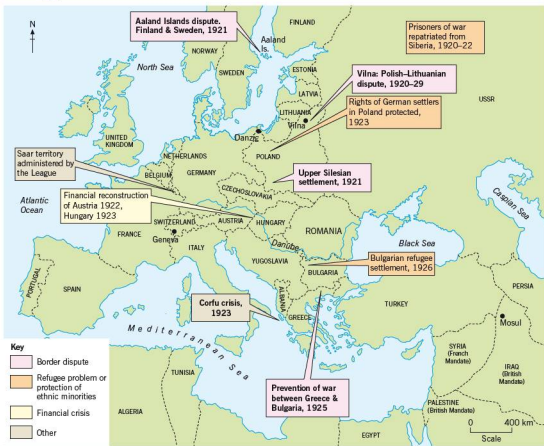 Aaland Islands dispute.
Finland & Sweden, 1921
Prisoners of war
repatriated from
Siberia, 1920–22
N
FINLAND
Aaland
Is.
NORWAY
North Sea
SWEDEN
ESTONIA
LATVIA
Vilna: Polish–Lithuanian
dispute, 1920–29
USSR
LITHUANIA
Vilna
Rights of German settlers
in Poland protected,
1923
Danzig
UNITED
KINGDOM
Saar territory
administered by
the League
NETHERLANDS
GERMANY
POLAND
BELGIUM
Upper Silesian
settlement, 1921
CZECHOSLOVAKIA
Financial reconstruction
of Austria 1922,
Hungary 1923
Atlantic
Ocean
Caspian Sea
FRANCE
SWITZERLAND
Geneva
AUSTRIA
HUNGARY
ROMANIA
ITALY
Danube
Black Sea
YUGOSLAVIA
BULGARIA
Bulgarian refugee
settlement, 1926
PORTUGAL
SPAIN
ALBANIA
Corfu crisis,
1923
GREECE
TURKEY
PERSIA
Mosul
Mediterranean Sea
Key
Border dispute
Refugee problem or
protection of
ethnic minorities
Financial crisis
Other
TUNISIA
ALGERIA
Prevention of war
between Greece &
Bulgaria, 1925
SYRIA
(French
Mandate)
IRAQ
(British
Mandate)
PALESTINE
(British Mandate)
EGYPT
0 400 km
Scale